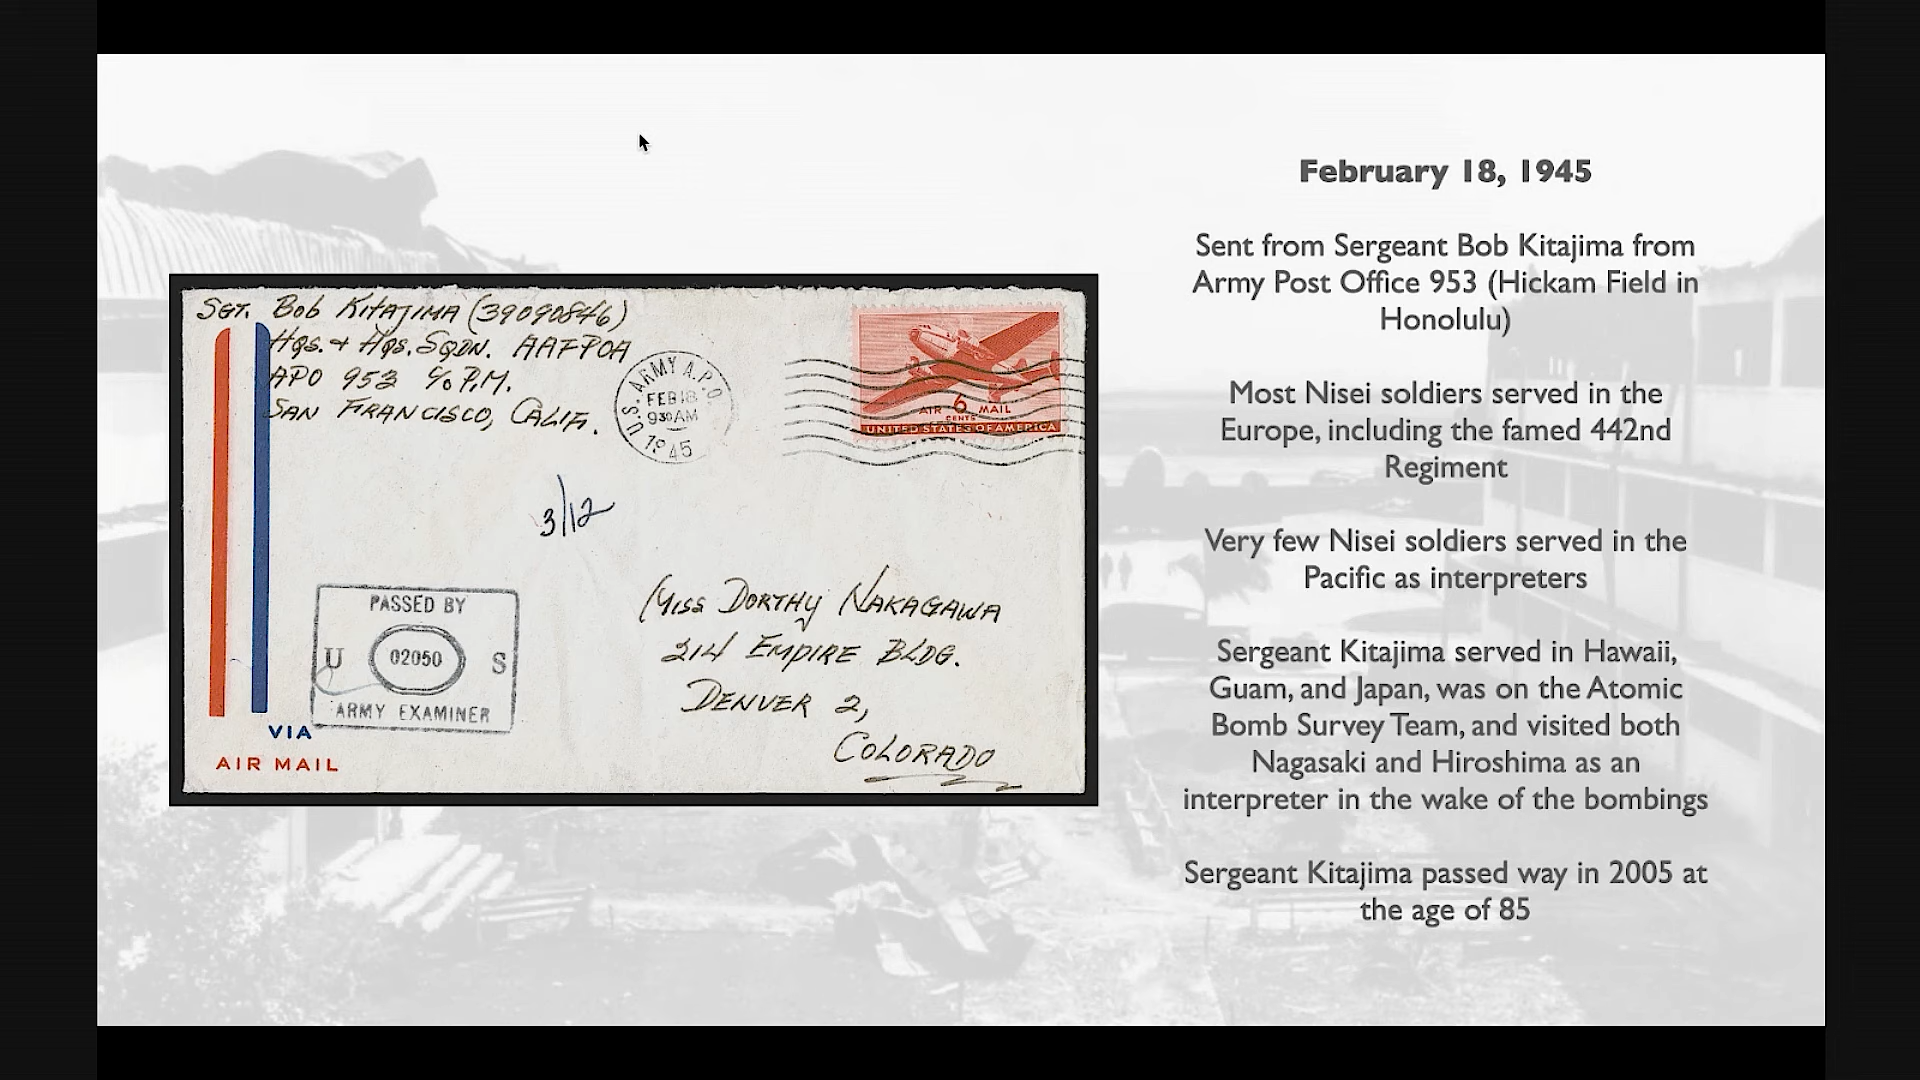 SGT. Bob KITAJIMA (39090846)
Hqs. & Hqs. SQDN. AAFPOA
APO 953 c/o P.M.
SAN FRANCISCO, CALIF.
U.S. ARMY A.P.O.
FEB 18
930AM
1945
AIR 6 MAIL
CENTS
UNITED STATES OF AMERICA
3/12
PASSED BY
U 02050 S
ARMY EXAMINER
VIA
AIR MAIL
MISS DORTHY NAKAGAWA
214 EMPIRE BLDG.
DENVER 2,
COLORADO
February 18, 1945
Sent from Sergeant Bob Kitajima from
Army Post Office 953 (Hickam Field in
Honolulu)
Most Nisei soldiers served in the
Europe, including the famed 442nd
Regiment
Very few Nisei soldiers served in the
Pacific as interpreters
Sergeant Kitajima served in Hawaii,
Guam, and Japan, was on the Atomic
Bomb Survey Team, and visited both
Nagasaki and Hiroshima as an
interpreter in the wake of the bombings
Sergeant Kitajima passed way in 2005 at
the age of 85